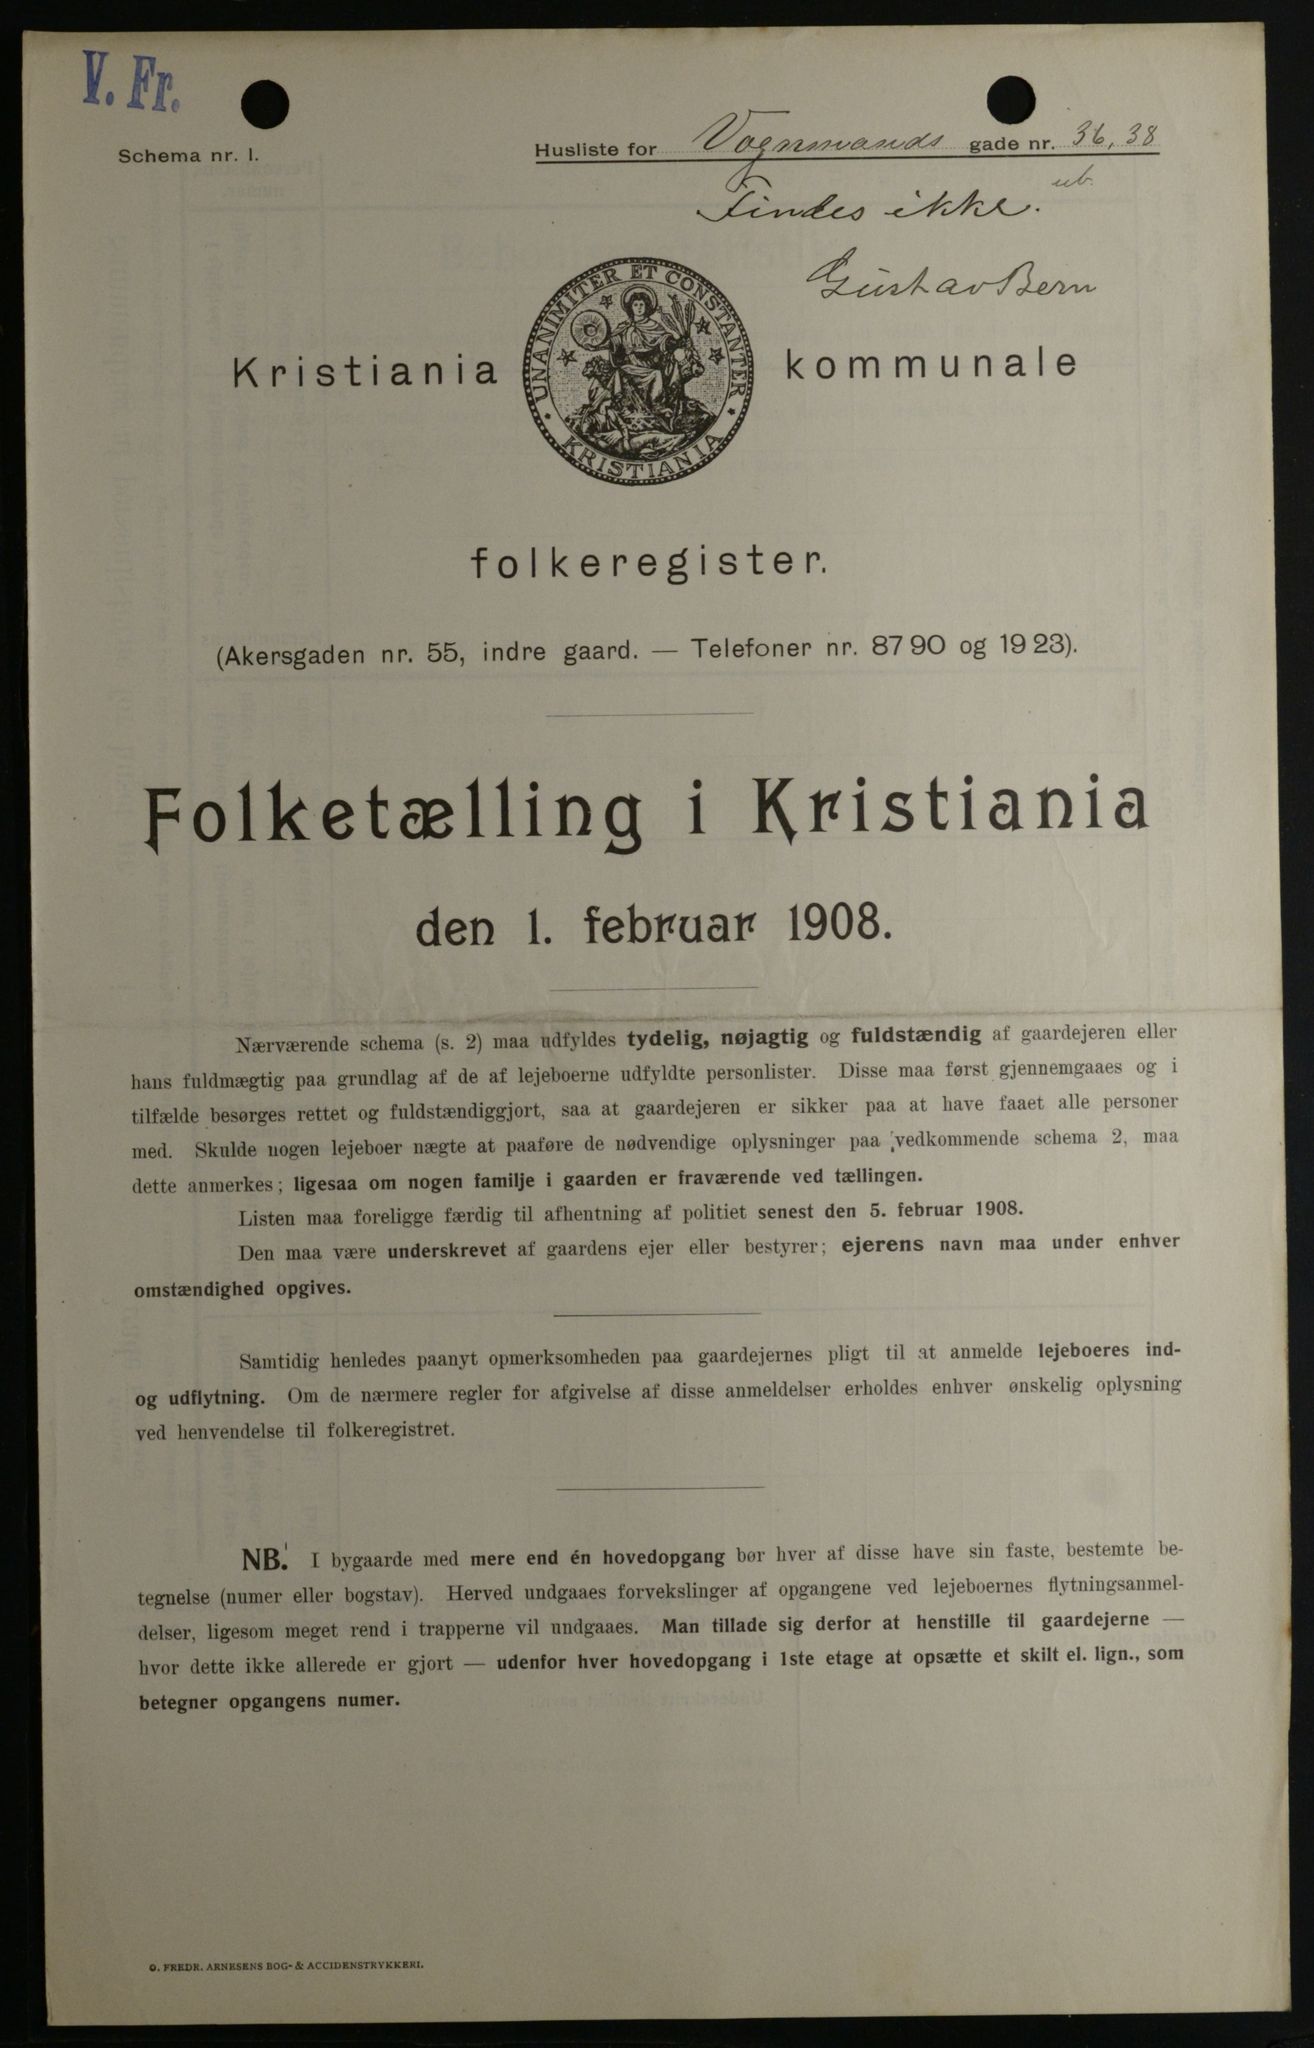 V. Fr.
Schema nr. 1.
Husliste for Vognmands gade nr. 36, 38
ub.
Findes ikke.
Gustav Bern
UNANIMITER ET CONSTANTER
KRISTIANIA
Kristiania kommunale
folkeregister.
(Akersgaden nr. 55, indre gaard. — Telefoner nr. 8790 og 1923).
Folketælling i Kristiania
den 1. februar 1908.
Nærværende schema (s. 2) maa udfyldes tydelig, nøjagtig og fuldstændig af gaardejeren eller
hans fuldmægtig paa grundlag af de af lejeboerne udfyldte personlister. Disse maa først gjennemgaaes og i
tilfælde besørges rettet og fuldstændiggjort, saa at gaardejeren er sikker paa at have faaet alle personer
med. Skulde nogen lejeboer nægte at paaføre de nødvendige oplysninger paa vedkommende schema 2, maa
dette anmerkes; ligesaa om nogen familje i gaarden er fraværende ved tællingen.
Listen maa foreligge færdig til afhentning af politiet senest den 5. februar 1908.
Den maa være underskrevet af gaardens ejer eller bestyrer; ejerens navn maa under enhver
omstændighed opgives.
Samtidig henledes paanyt opmerksomheden paa gaardejernes pligt til at anmelde lejeboeres ind-
og udflytning. Om de nærmere regler for afgivelse af disse anmeldelser erholdes enhver ønskelig oplysning
ved henvendelse til folkeregistret.
NB. I bygaarde med mere end én hovedopgang bør hver af disse have sin faste, bestemte be-
tegnelse (numer eller bogstav). Herved undgaaes forvekslinger af opgangene ved lejeboernes flytningsanmel-
delser, ligesom meget rend i trapperne vil undgaaes. Man tillade sig derfor at henstille til gaardejerne —
hvor dette ikke allerede er gjort — udenfor hver hovedopgang i 1ste etage at opsætte et skilt el. lign., som
betegner opgangens numer.
O. FREDR. ARNESENS BOG- & ACCIDENSTRYKKERI.